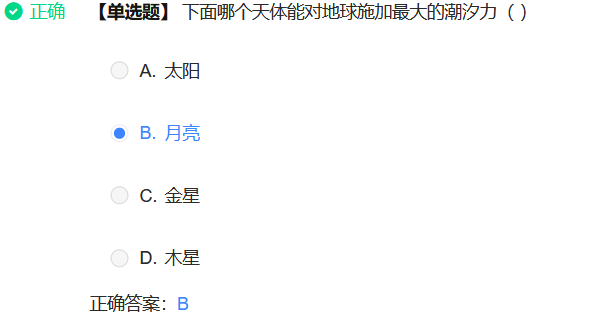 正确 【单选题】 下面哪个天体能对地球施加最大的潮汐力（ ）
A. 太阳
B. 月亮
C. 金星
D. 木星
正确答案：B